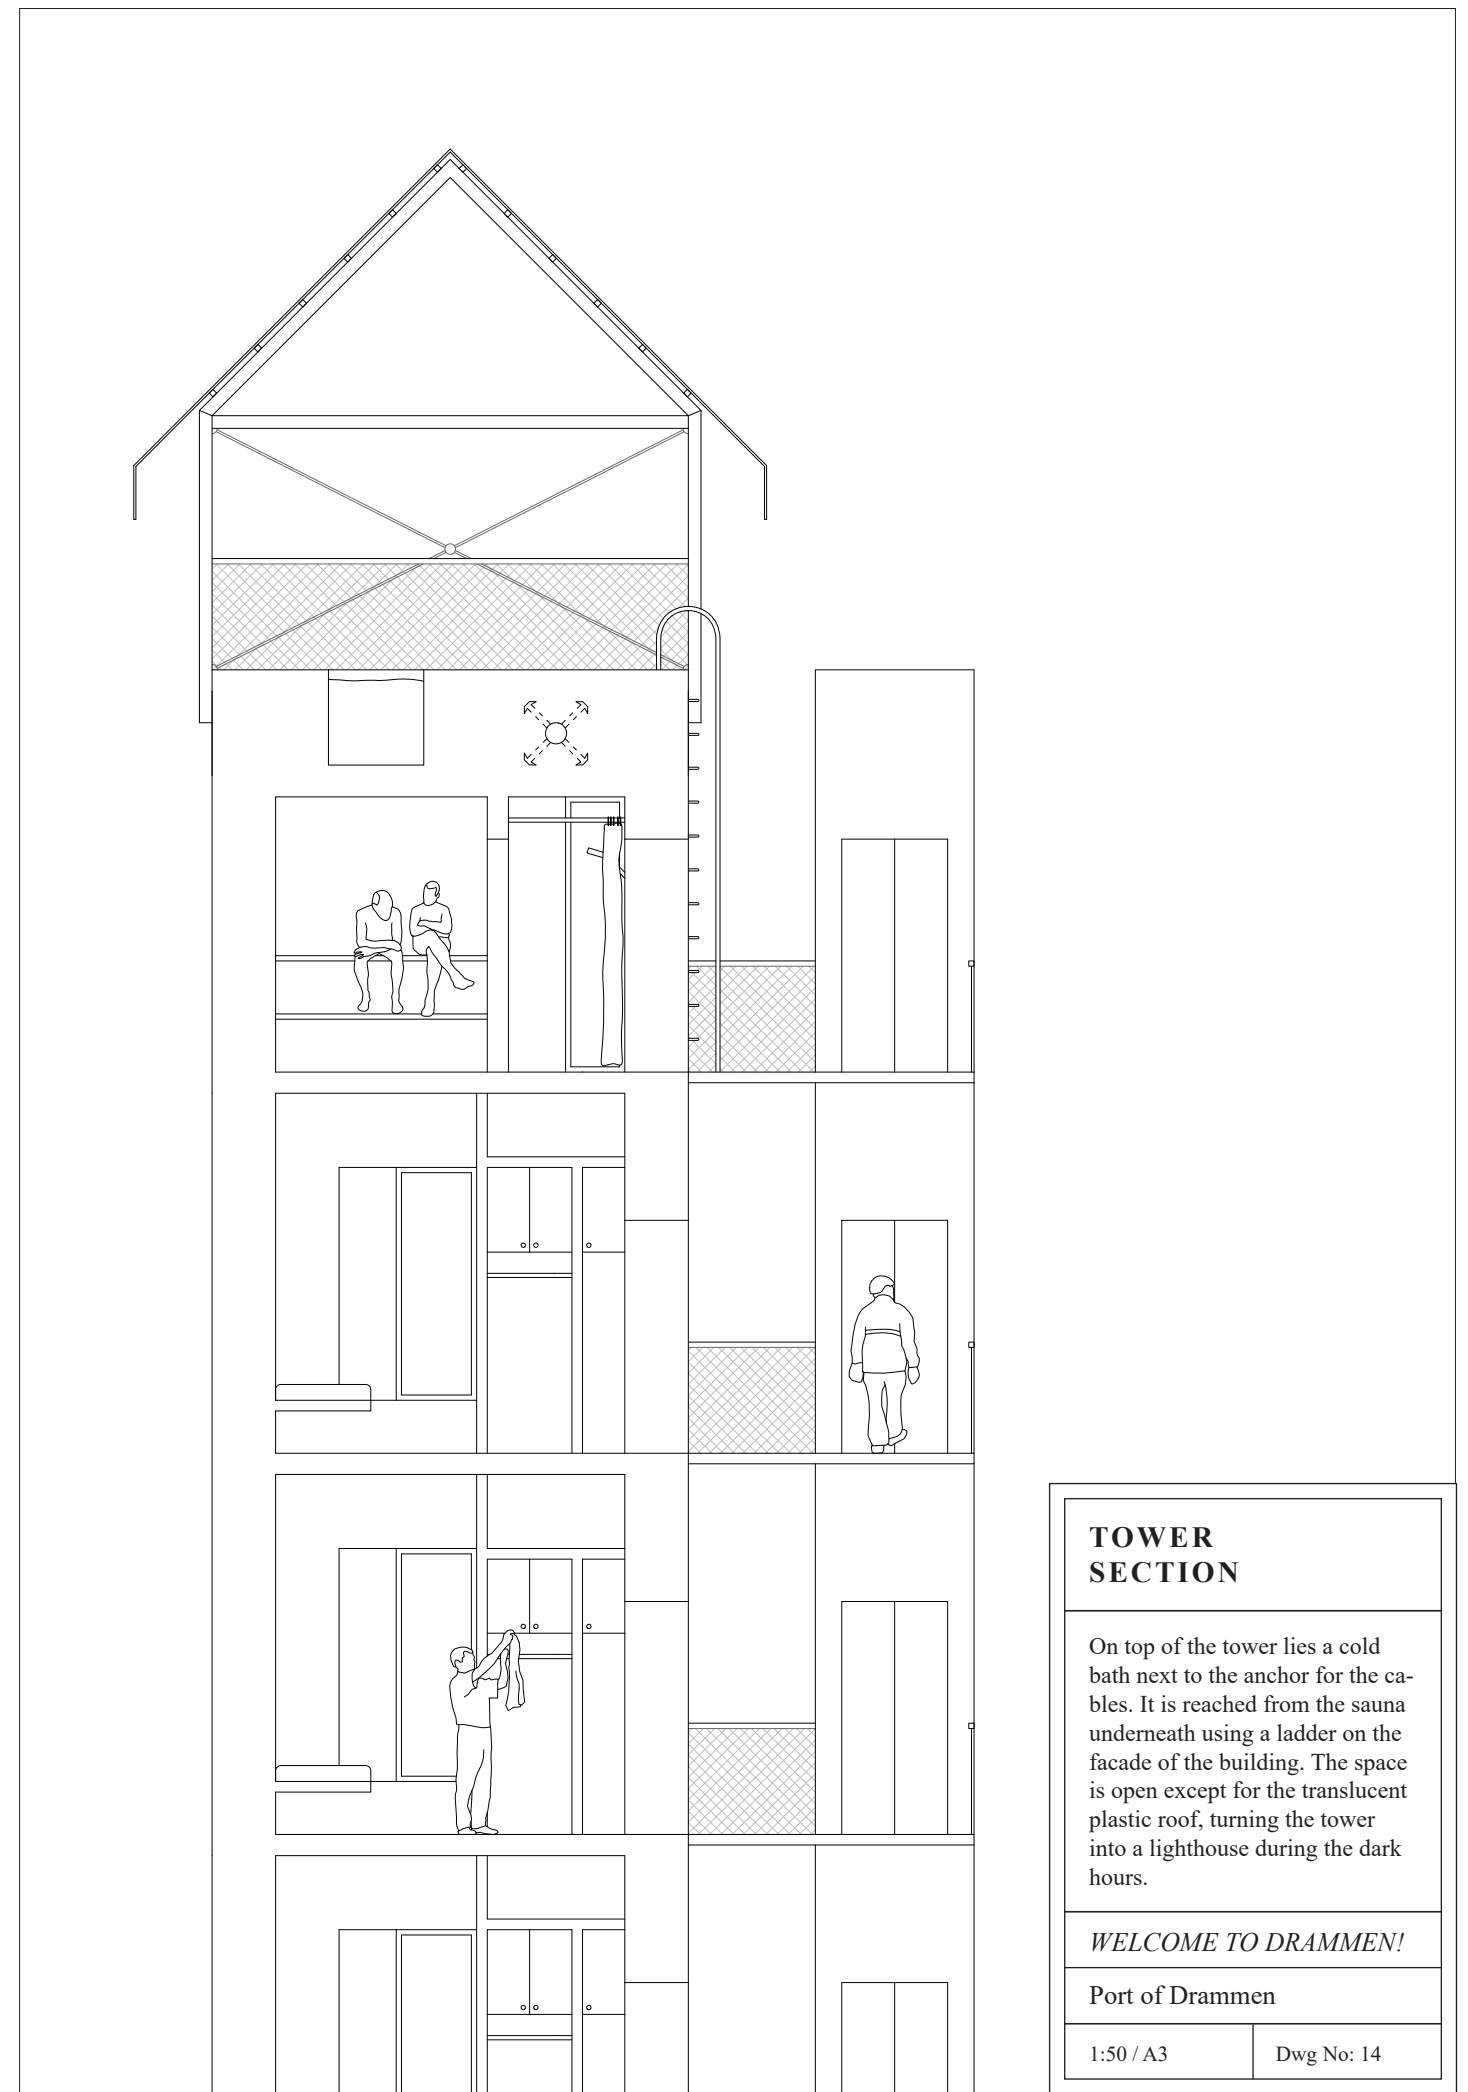 TOWER
SECTION
On top of the tower lies a cold
bath next to the anchor for the ca-
bles. It is reached from the sauna
underneath using a ladder on the
facade of the building. The space
is open except for the translucent
plastic roof, turning the tower
into a lighthouse during the dark
hours.
WELCOME TO DRAMMEN!
Port of Drammen
1:50 / A3
Dwg No: 14